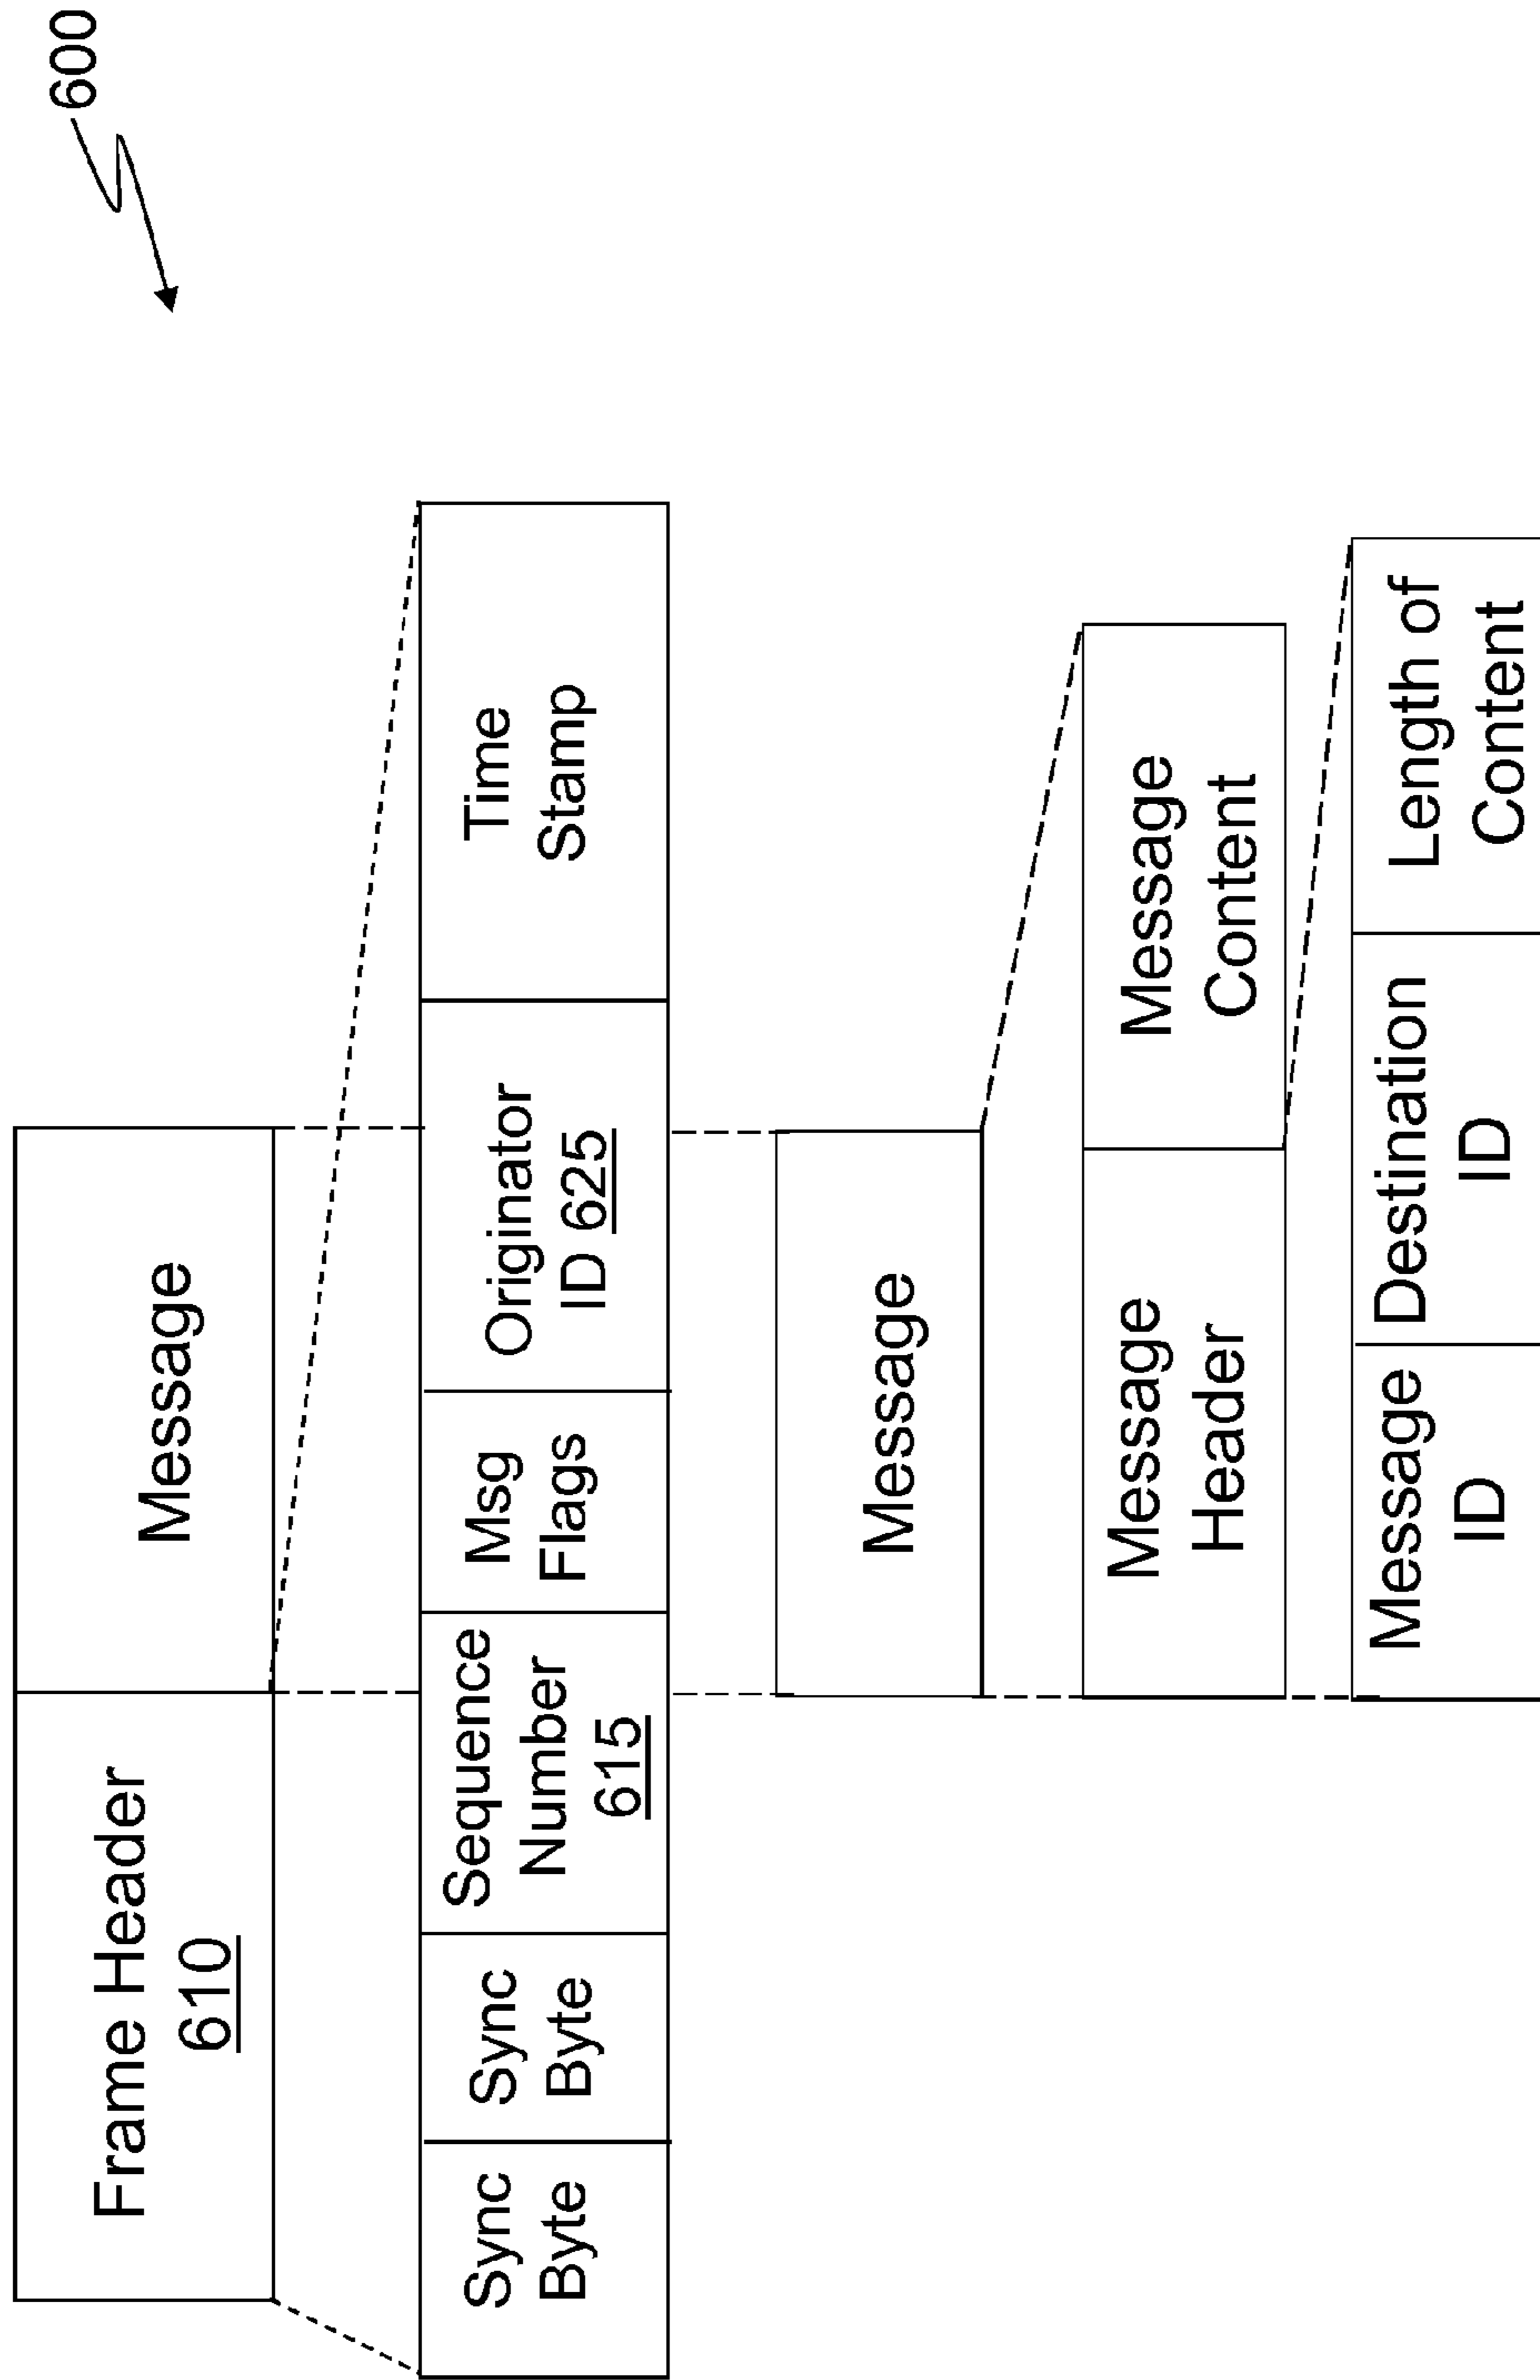 600
Frame Header
610
Message
Sync
Byte
Sync
Byte
Sequence
Number
615
Msg
Flags
Originator
ID 625
Time
Stamp
Message
Message
Header
Message
Content
Message
ID
Destination
ID
Length of
Content